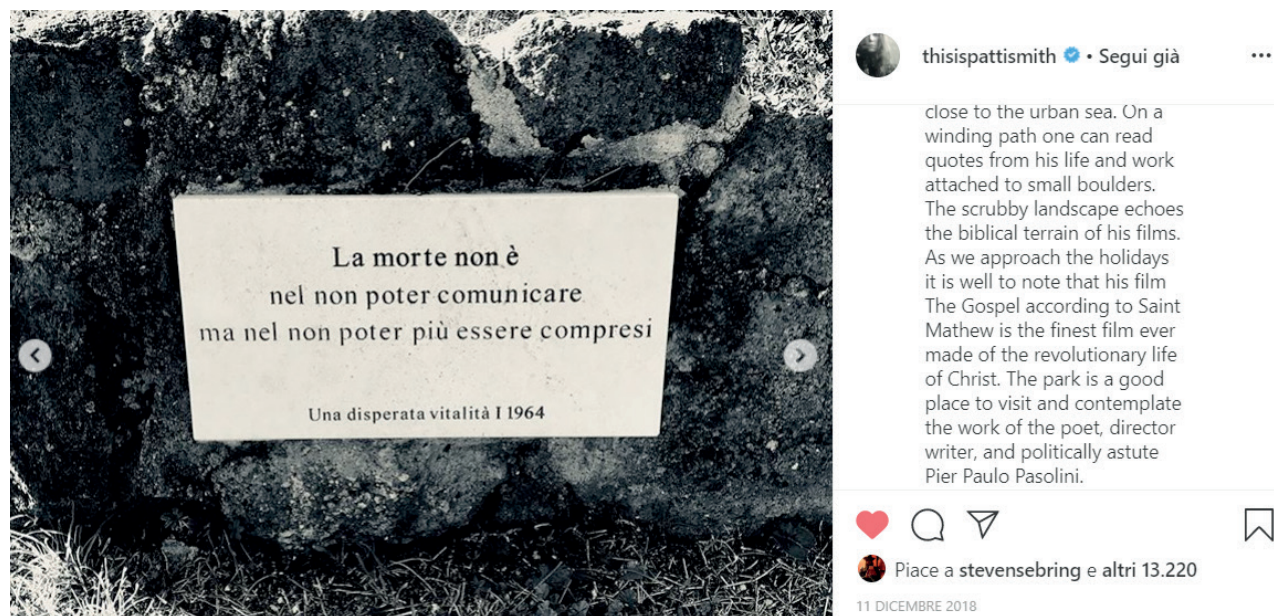 La morte non è
nel non poter comunicare
ma nel non poter più essere compresi
Una disperata vitalità I 1964
thisispattismith • Segui già
close to the urban sea. On a
winding path one can read
quotes from his life and work
attached to small boulders.
The scrubby landscape echoes
the biblical terrain of his films.
As we approach the holidays
it is well to note that his film
The Gospel according to Saint
Mathew is the finest film ever
made of the revolutionary life
of Christ. The park is a good
place to visit and contemplate
the work of the poet, director
writer, and politically astute
Pier Paulo Pasolini.
Piace a stevensebring e altri 13.220
11 DICEMBRE 2018